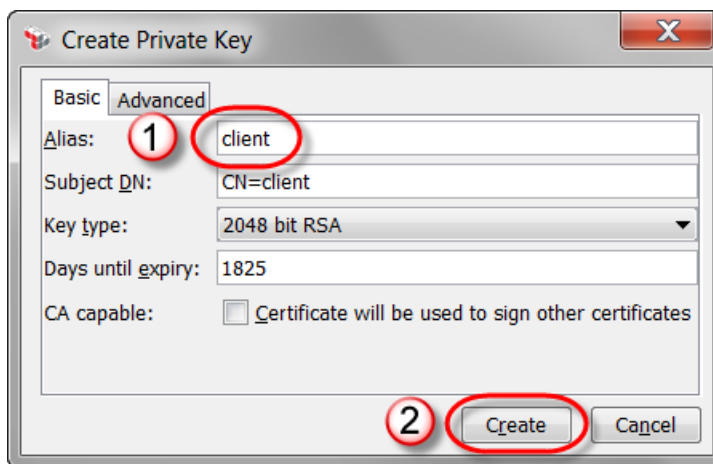 Create Private Key
X
Basic Advanced
Alias: 1 client
Subject DN: CN=client
Key type: 2048 bit RSA
Days until expiry: 1825
CA capable: Certificate will be used to sign other certificates
2 Create Cancel